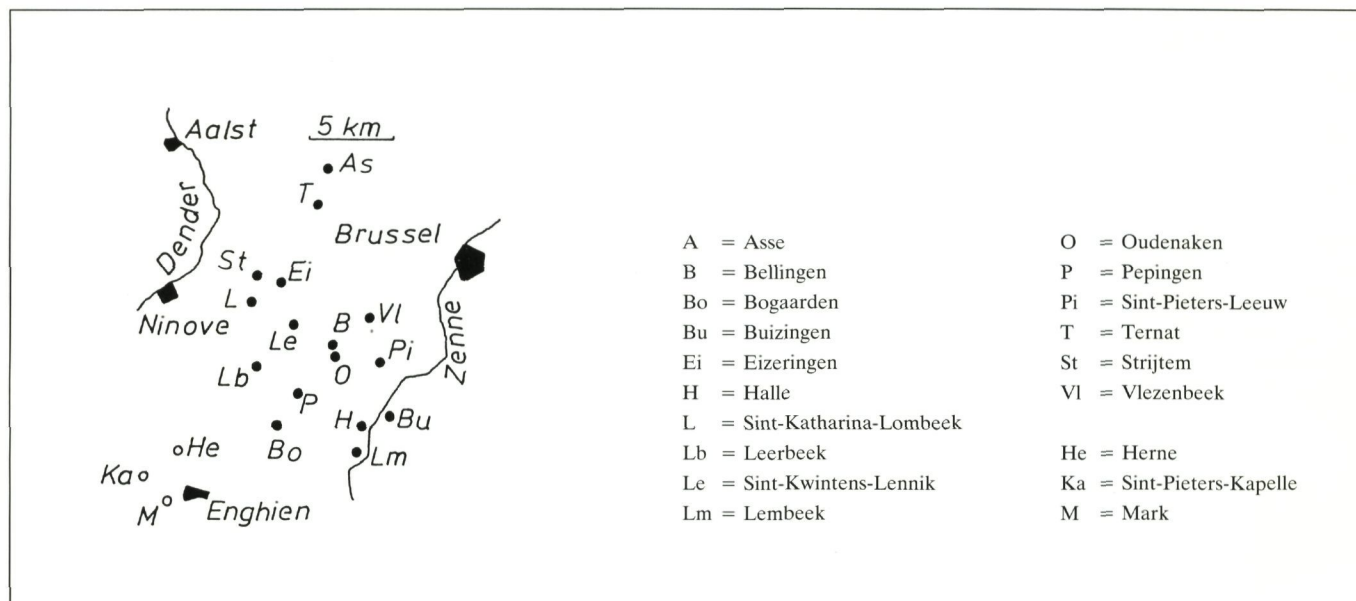 Aalst
5 km
As
T
Dender
Brussel
St
Ei
L
Ninove
Le
B
Vl
Zenne
Lb
O
Pi
P
H
Bu
Bo
Lm
He
Ka
M
Enghien
A = Asse
B = Bellingen
Bo = Bogaarden
Bu = Buizingen
Ei = Eizeringen
H = Halle
L = Sint-Katharina-Lombeek
Lb = Leerbeek
Le = Sint-Kwintens-Lennik
Lm = Lembeek
O = Oudenaken
P = Pepingen
Pi = Sint-Pieters-Leeuw
T = Ternat
St = Strijtem
Vl = Vlezenbeek
He = Herne
Ka = Sint-Pieters-Kapelle
M = Mark